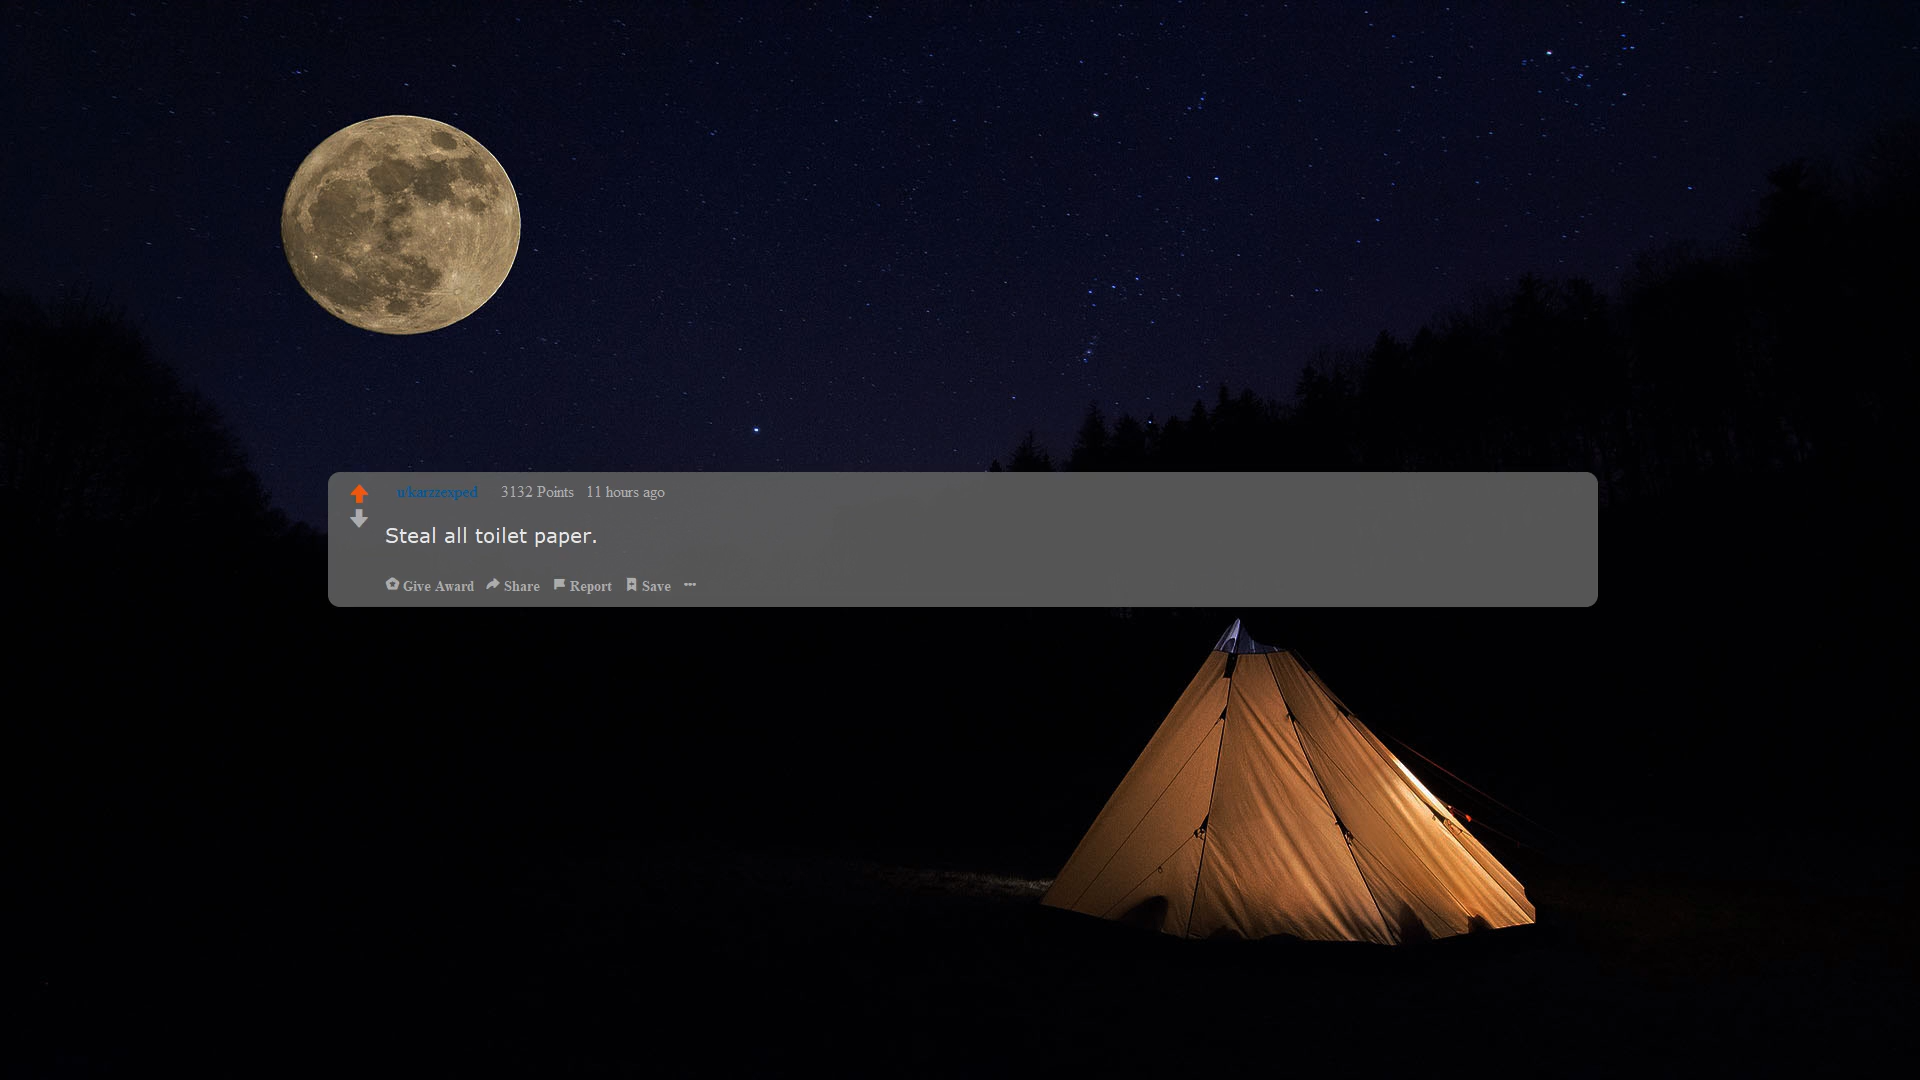 u/karzzexped 3132 Points 11 hours ago
Steal all toilet paper.
Give Award Share Report Save ...